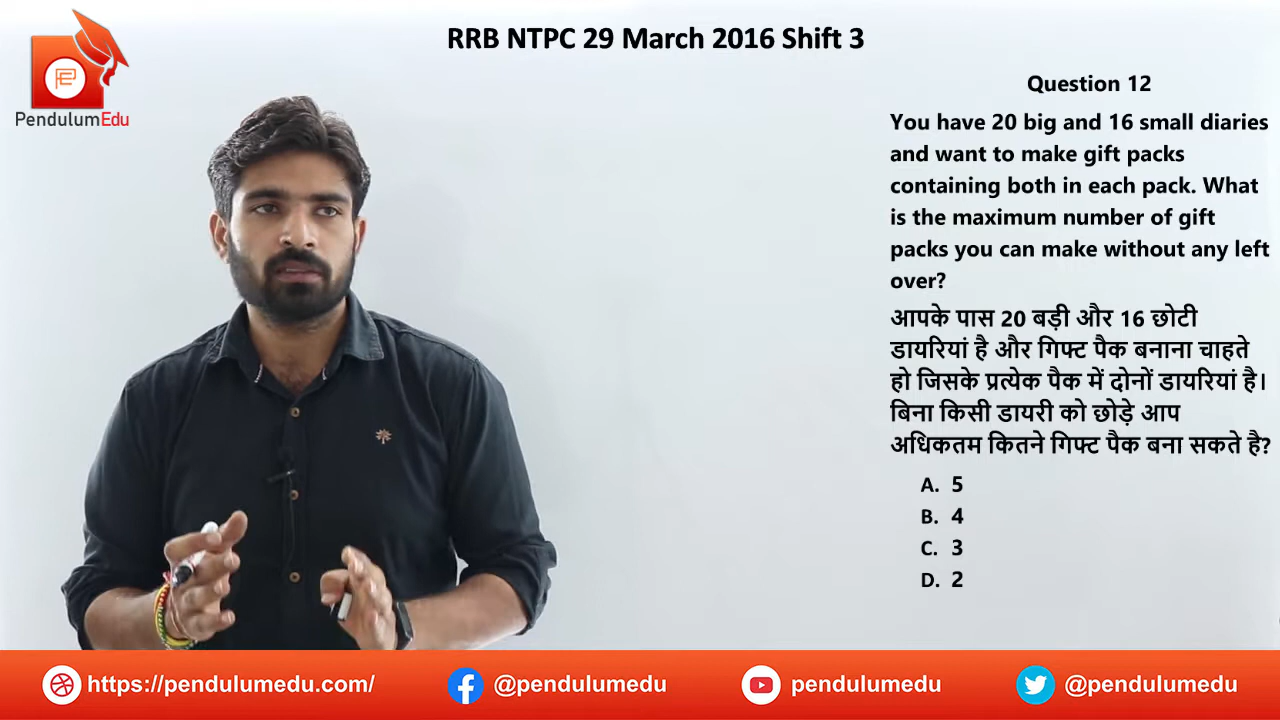 RRB NTPC 29 March 2016 Shift 3
PendulumEdu
Question 12
You have 20 big and 16 small diaries
and want to make gift packs
containing both in each pack. What
is the maximum number of gift
packs you can make without any left
over?
आपके पास 20 बड़ी और 16 छोटी
डायरियां है और गिफ्ट पैक बनाना चाहते
हो जिसके प्रत्येक पैक में दोनों डायरियां है।
बिना किसी डायरी को छोड़े आप
अधिकतम कितने गिफ्ट पैक बना सकते है?
A. 5
B. 4
C. 3
D. 2
https://pendulumedu.com/
@pendulumedu
pendulumedu
@pendulumedu